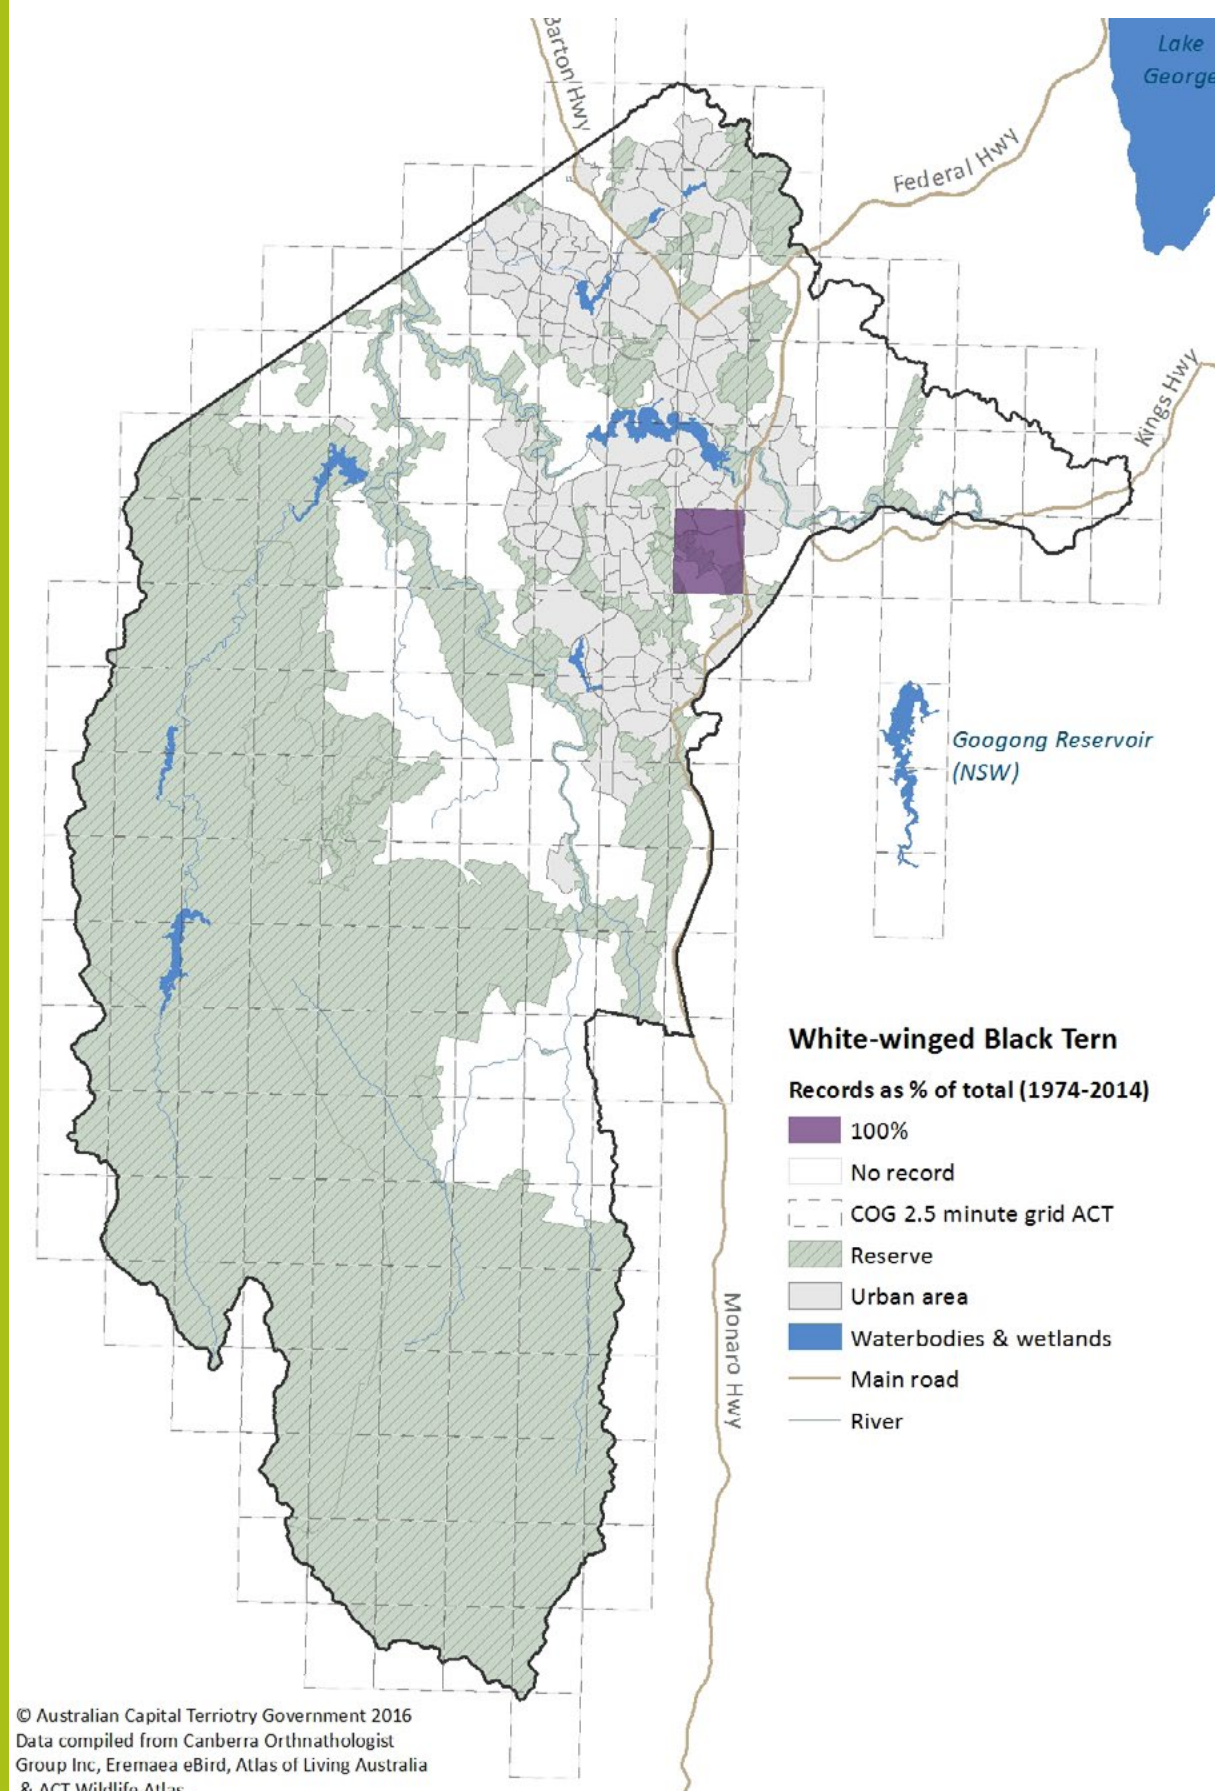 Barton Hwy
Lake
George
Federal Hwy
Kings Hwy
Googong Reservoir
(NSW)
White-winged Black Tern
Records as % of total (1974-2014)
100%
No record
COG 2.5 minute grid ACT
Reserve
Urban area
Waterbodies & wetlands
Main road
River
Monaro Hwy
© Australian Capital Terriotry Government 2016
Data compiled from Canberra Orthnathologist
Group Inc, Eremaea eBird, Atlas of Living Australia
& ACT Wildlife Atlas